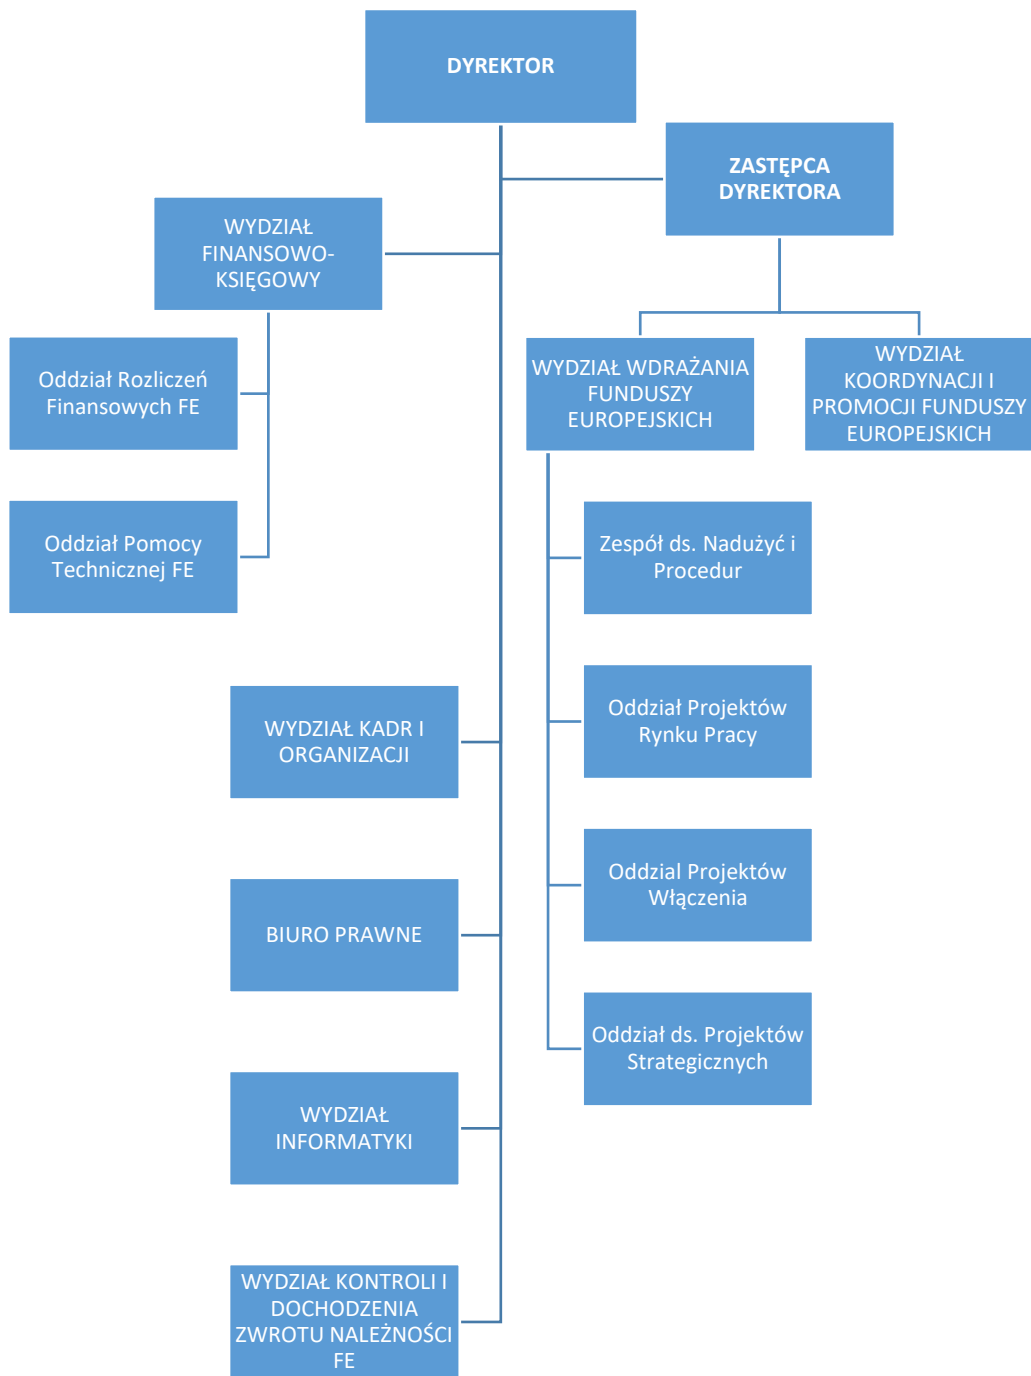 DYREKTOR
ZASTĘPCA
DYREKTORA
WYDZIAŁ
FINANSOWO-
KSIĘGOWY
Oddział Rozliczeń
Finansowych FE
Oddział Pomocy
Technicznej FE
WYDZIAŁ WDRAŻANIA
FUNDUSZY
EUROPEJSKICH
WYDZIAŁ
KOORDYNACJI I
PROMOCJI FUNDUSZY
EUROPEJSKICH
Zespół ds. Nadużyć i
Procedur
Oddział Projektów
Rynku Pracy
Oddzial Projektów
Włączenia
Oddział ds. Projektów
Strategicznych
WYDZIAŁ KADR I
ORGANIZACJI
BIURO PRAWNE
WYDZIAŁ
INFORMATYKI
WYDZIAŁ KONTROLI I
DOCHODZENIA
ZWROTU NALEŻNOŚCI
FE